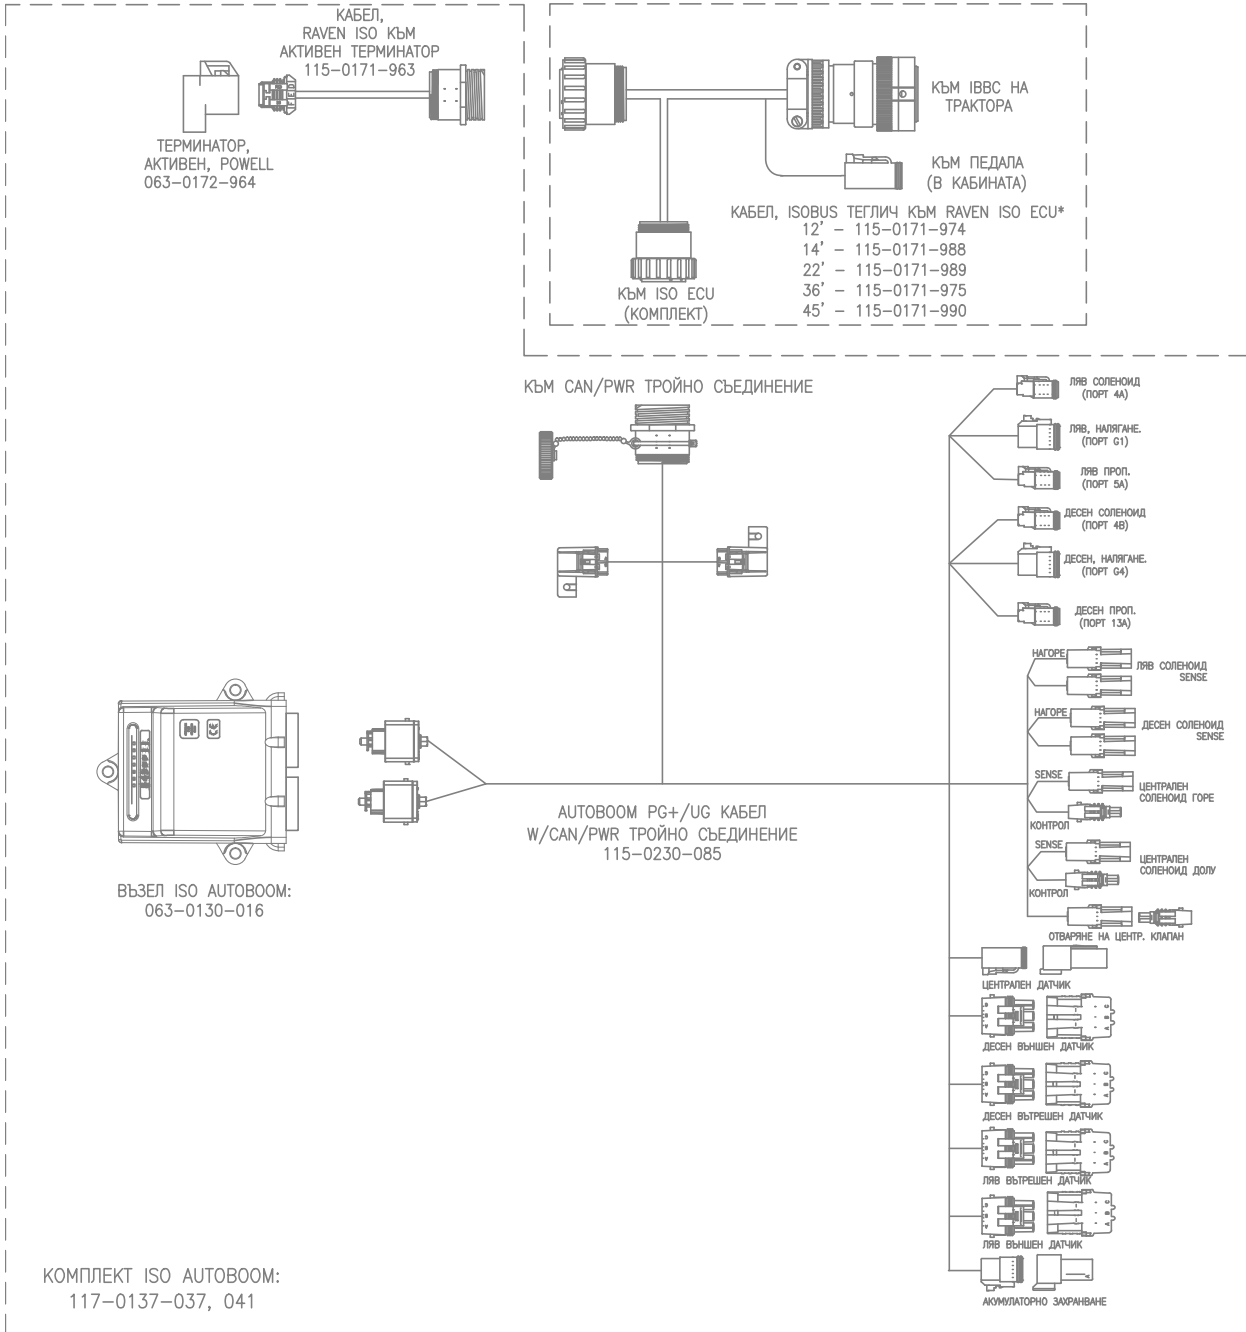 КАБЕЛ,
RAVEN ISO КЪМ
АКТИВЕН ТЕРМИНАТОР
115-0171-963
ТЕРМИНАТОР,
АКТИВЕН, POWELL
063-0172-964
КЪМ IBBC НА
ТРАКТОРА
КЪМ ПЕДАЛА
(В КАБИНАТА)
КАБЕЛ, ISOBUS ТЕГЛИЧ КЪМ RAVEN ISO ECU*
12' - 115-0171-974
14' - 115-0171-988
22' - 115-0171-989
36' - 115-0171-975
45' - 115-0171-990
КЪМ ISO ECU
(КОМПЛЕКТ)
КЪМ CAN/PWR ТРОЙНО СЪЕДИНЕНИЕ
ЛЯВ СОЛЕНОИД
(ПОРТ 4A)
ЛЯВ, НАЛЯГАНЕ.
(ПОРТ G1)
ЛЯВ ПРОП.
(ПОРТ 5A)
ДЕСЕН СОЛЕНОИД
(ПОРТ 4B)
ДЕСЕН, НАЛЯГАНЕ.
(ПОРТ G4)
ДЕСЕН ПРОП.
(ПОРТ 13A)
НАГОРЕ
ЛЯВ СОЛЕНОИД
SENSE
НАГОРЕ
ДЕСЕН СОЛЕНОИД
SENSE
SENSE
ЦЕНТРАЛЕН
СОЛЕНОИД ГОРЕ
КОНТРОЛ
SENSE
ЦЕНТРАЛЕН
СОЛЕНОИД ДОЛУ
КОНТРОЛ
ОТВАРЯНЕ НА ЦЕНТР. КЛАПАН
AUTOBOOM PG+/UG КАБЕЛ
W/CAN/PWR ТРОЙНО СЪЕДИНЕНИЕ
115-0230-085
ВЪЗЕЛ ISO AUTOBOOM:
063-0130-016
ЦЕНТРАЛЕН ДАТЧИК
ДЕСЕН ВЪНШЕН ДАТЧИК
ДЕСЕН ВЪТРЕШЕН ДАТЧИК
ЛЯВ ВЪТРЕШЕН ДАТЧИК
ЛЯВ ВЪНШЕН ДАТЧИК
АКУМУЛАТОРНО ЗАХРАНВАНЕ
КОМПЛЕКТ ISO AUTOBOOM:
117-0137-037, 041